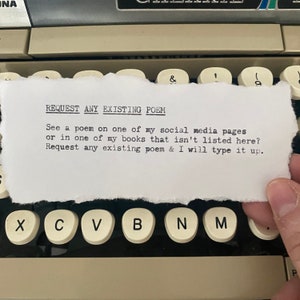 REQUEST ANY EXISTING POEM
See a poem on one of my social media pages
or in one of my books that isn't listed here?
Request any existing poem & I will type it up.
&
X C V B N M